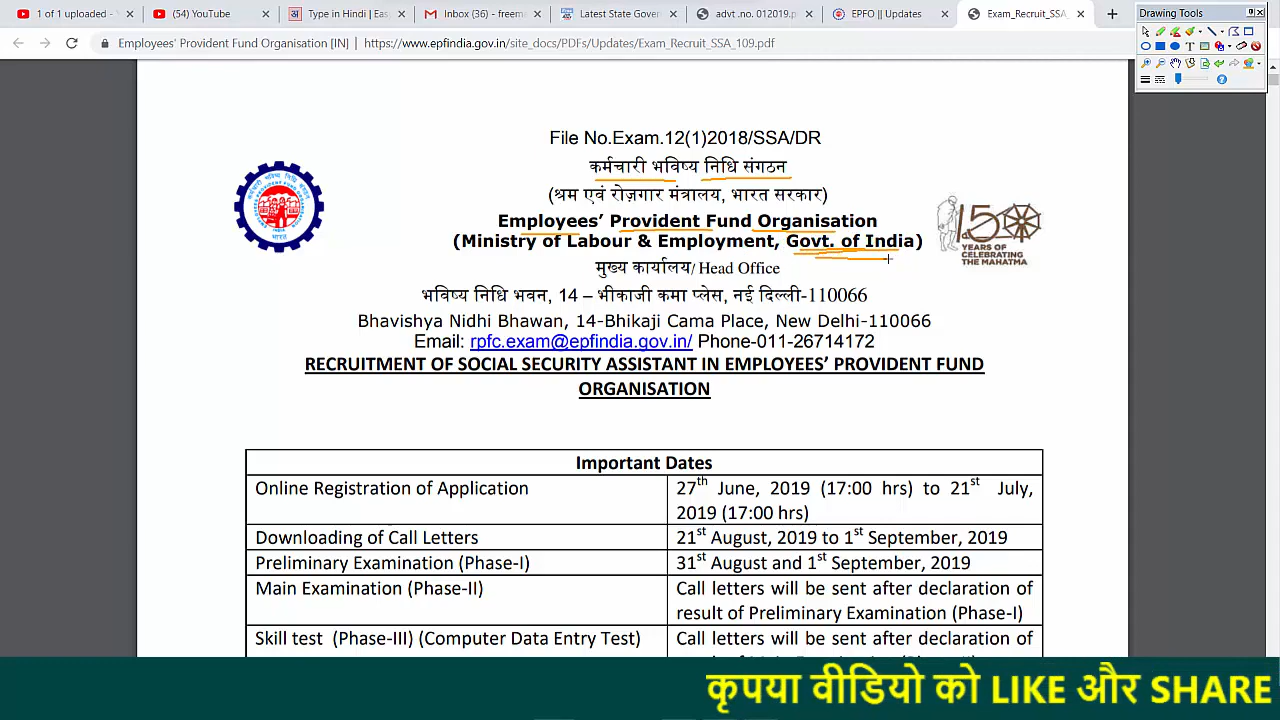 1 of 1 uploaded - Y
(54) YouTube
Type in Hindi | Eas
Inbox (36) - freem
Latest State Gover
advt .no. 012019.p
EPFO || Updates
Exam_Recruit_SSA_
Drawing Tools
Employees' Provident Fund Organisation [IN] | https://www.epfindia.gov.in/site_docs/PDFs/Updates/Exam_Recruit_SSA_109.pdf
File No.Exam.12(1)2018/SSA/DR
कर्मचारी भविष्य निधि संगठन
(श्रम एवं रोज़गार मंत्रालय, भारत सरकार)
Employees' Provident Fund Organisation
(Ministry of Labour & Employment, Govt. of India)
150
YEARS OF
CELEBRATING
THE MAHATMA
मुख्य कार्यालय/ Head Office
भविष्य निधि भवन, 14 – भीकाजी कमा प्लेस, नई दिल्ली-110066
Bhavishya Nidhi Bhawan, 14-Bhikaji Cama Place, New Delhi-110066
Email: rpfc.exam@epfindia.gov.in/ Phone-011-26714172
RECRUITMENT OF SOCIAL SECURITY ASSISTANT IN EMPLOYEES' PROVIDENT FUND
ORGANISATION
Important Dates
Online Registration of Application
27th June, 2019 (17:00 hrs) to 21st July,
2019 (17:00 hrs)
Downloading of Call Letters
21st August, 2019 to 1st September, 2019
Preliminary Examination (Phase-I)
31st August and 1st September, 2019
Main Examination (Phase-II)
Call letters will be sent after declaration of
result of Preliminary Examination (Phase-I)
Skill test (Phase-III) (Computer Data Entry Test)
Call letters will be sent after declaration of
कृपया वीडियो को LIKE और SHARE